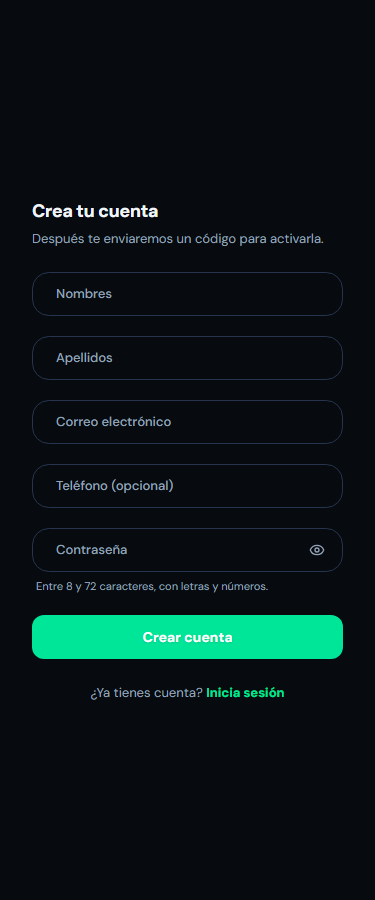 Crea tu cuenta
Después te enviaremos un código para activarla.
Nombres
Apellidos
Correo electrónico
Teléfono (opcional)
Contraseña
Entre 8 y 72 caracteres, con letras y números.
Crear cuenta
¿Ya tienes cuenta? Inicia sesión